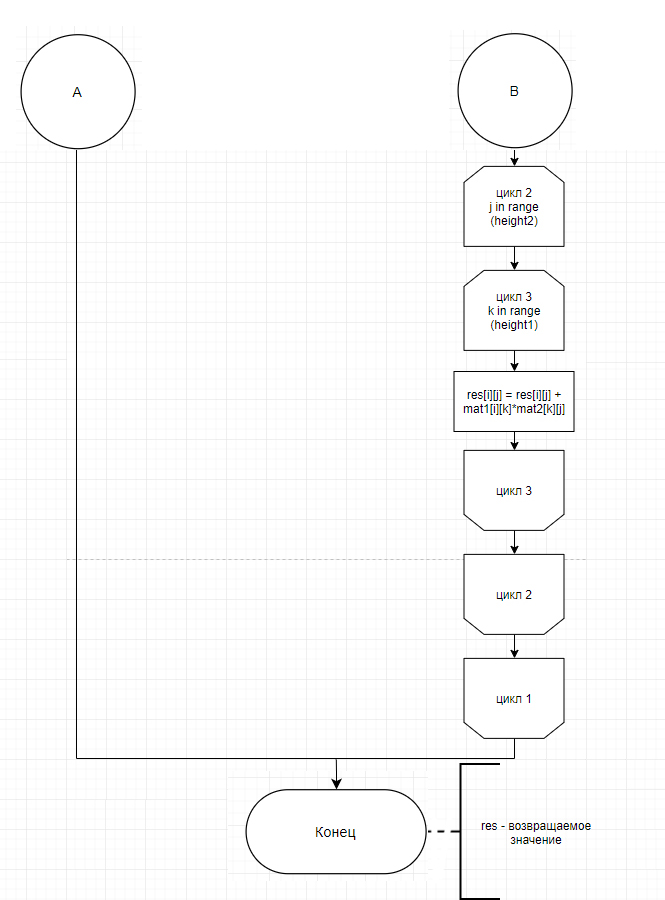 A
B
цикл 2
j in range
(height2)
цикл 3
k in range
(height1)
res[i][j] = res[i][j] +
mat1[i][k]*mat2[k][j]
цикл 3
цикл 2
цикл 1
Конец
res - возвращаемое
значение